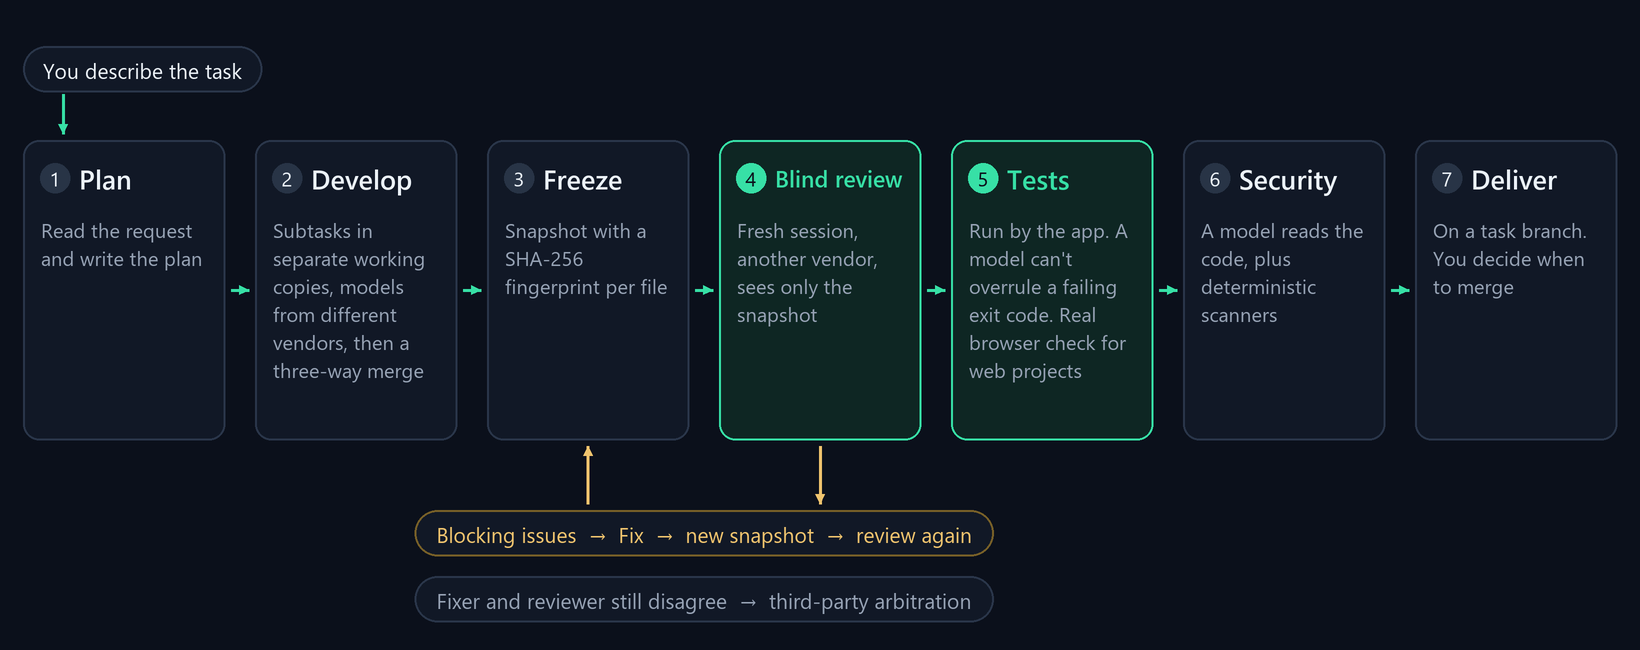 You describe the task
1 Plan
Read the request
and write the plan
2 Develop
Subtasks in
separate working
copies, models
from different
vendors, then a
three-way merge
3 Freeze
Snapshot with a
SHA-256
fingerprint per file
4 Blind review
Fresh session,
another vendor,
sees only the
snapshot
5 Tests
Run by the app. A
model can't
overrule a failing
exit code. Real
browser check for
web projects
6 Security
A model reads the
code, plus
deterministic
scanners
7 Deliver
On a task branch.
You decide when
to merge
Blocking issues → Fix → new snapshot → review again
Fixer and reviewer still disagree → third-party arbitration